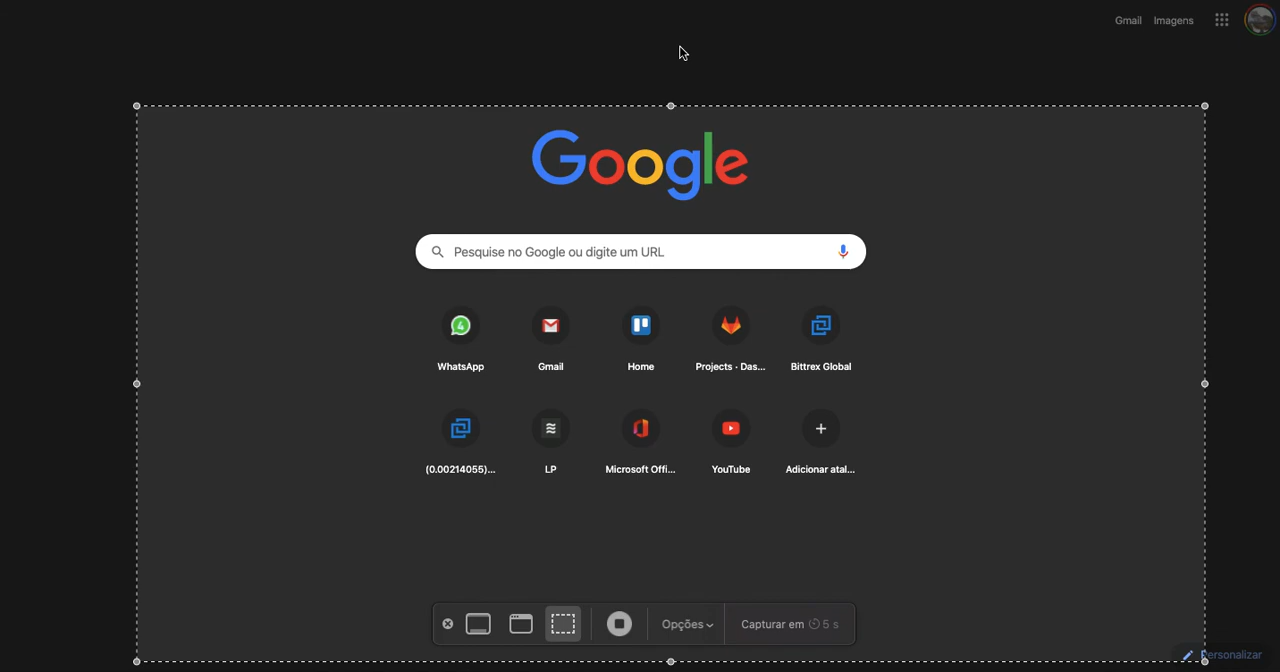 Gmail Imagens
Google
Pesquise no Google ou digite um URL
4
WhatsApp Gmail Home Projects · Das... Bittrex Global
(0.00214055)... LP Microsoft Offi... YouTube Adicionar atal...
Opções Capturar em 5 s
Personalizar